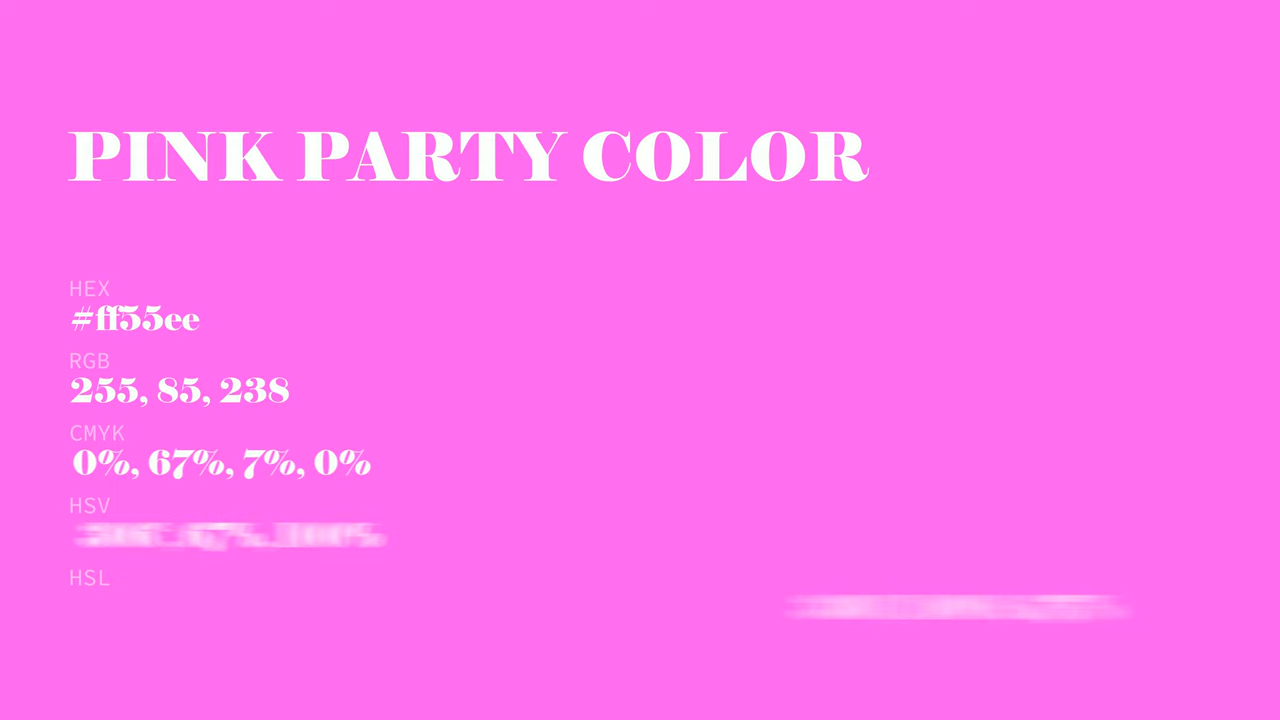 PINK PARTY COLOR
HEX
#ff55ee
RGB
255, 85, 238
CMYK
0%, 67%, 7%, 0%
HSV
HSL